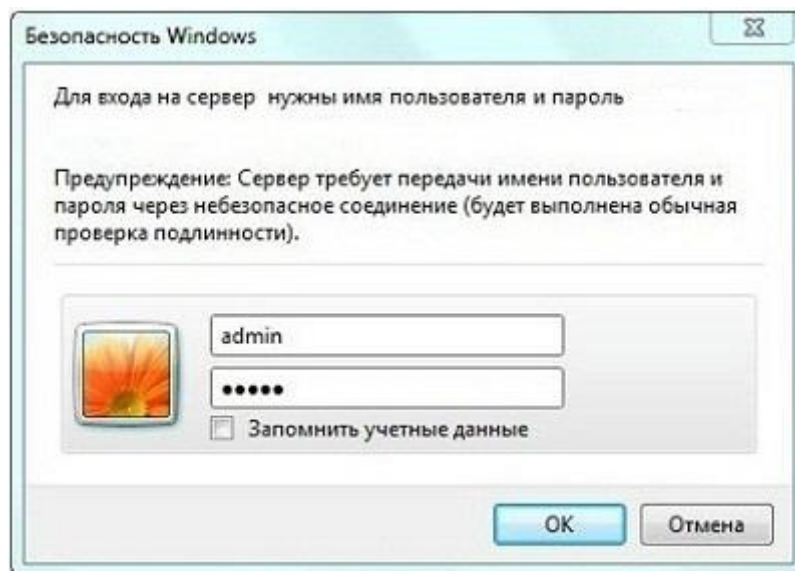 Безопасность Windows
Для входа на сервер нужны имя пользователя и пароль
Предупреждение: Сервер требует передачи имени пользователя и
пароля через небезопасное соединение (будет выполнена обычная
проверка подлинности).
admin
•••••
Запомнить учетные данные
OK
Отмена